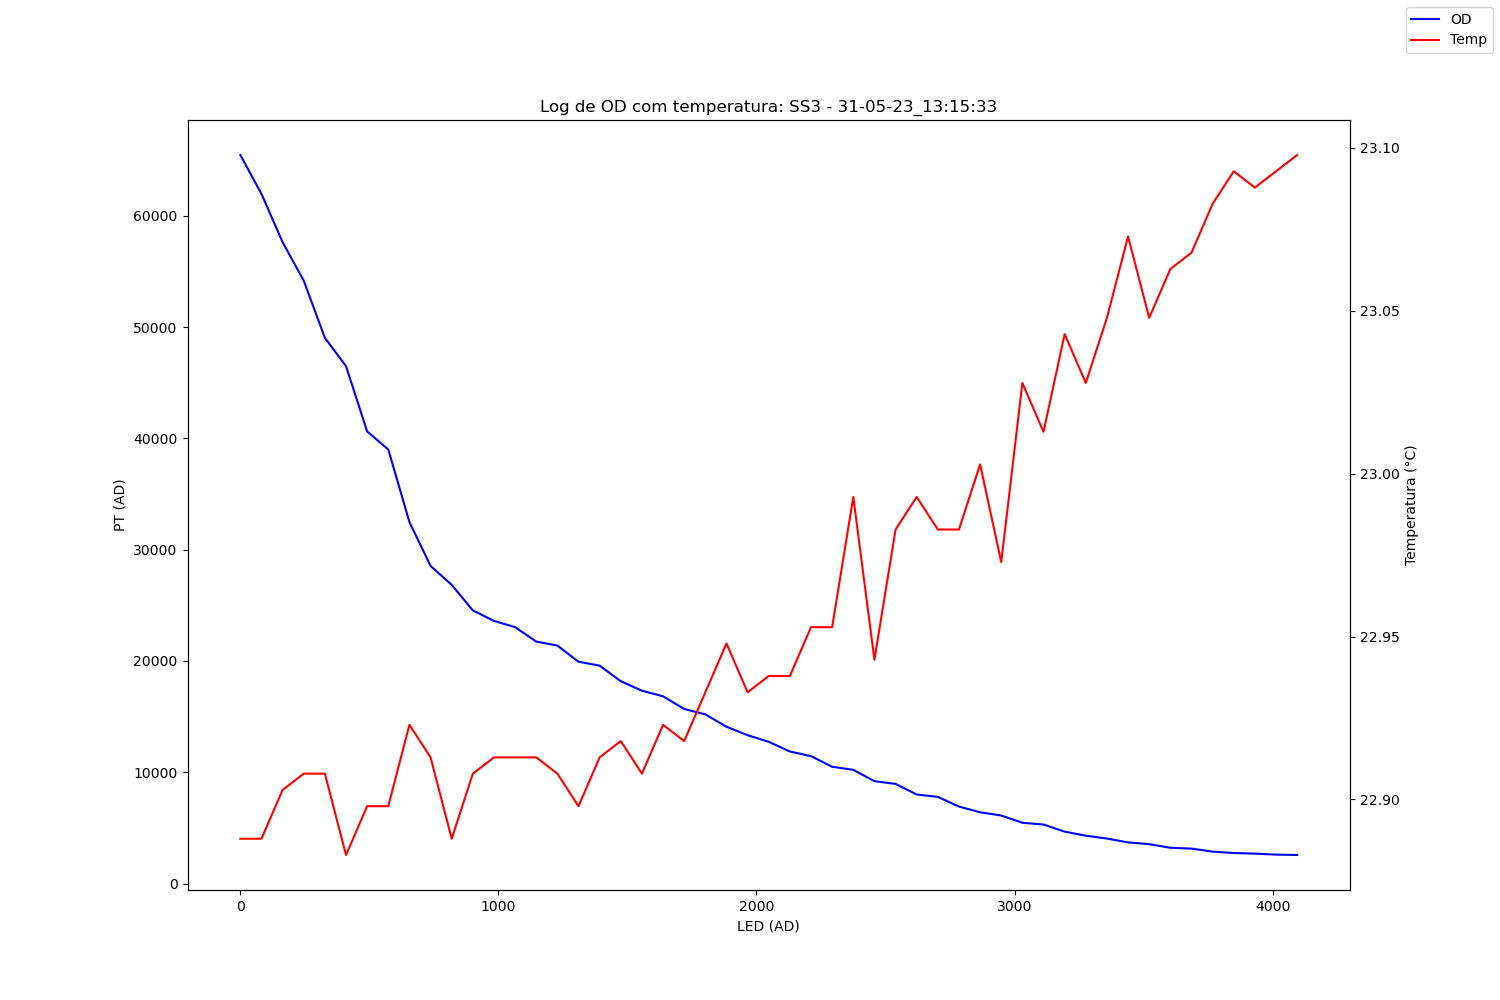 OD
Temp
Log de OD com temperatura: SS3 - 31-05-23_13:15:33
60000
50000
40000
30000
20000
10000
0
PT (AD)
23.10
23.05
23.00
22.95
22.90
Temperatura (°C)
0 1000 2000 3000 4000
LED (AD)